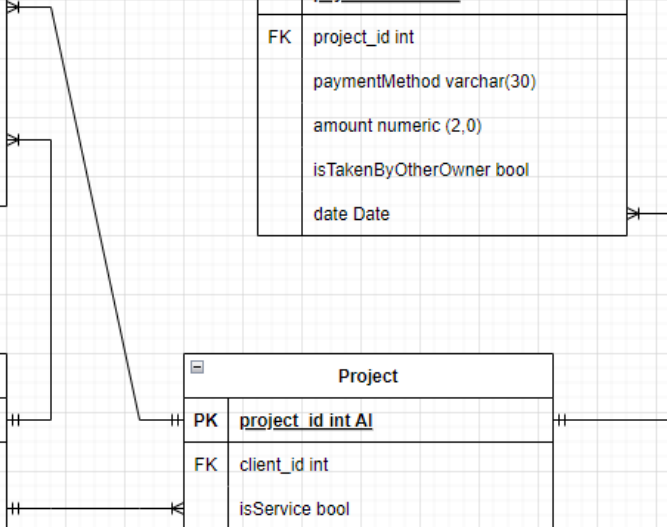 FK project_id int
paymentMethod varchar(30)
amount numeric (2,0)
isTakenByOtherOwner bool
date Date
Project
PK project_id int AI
FK client_id int
isService bool